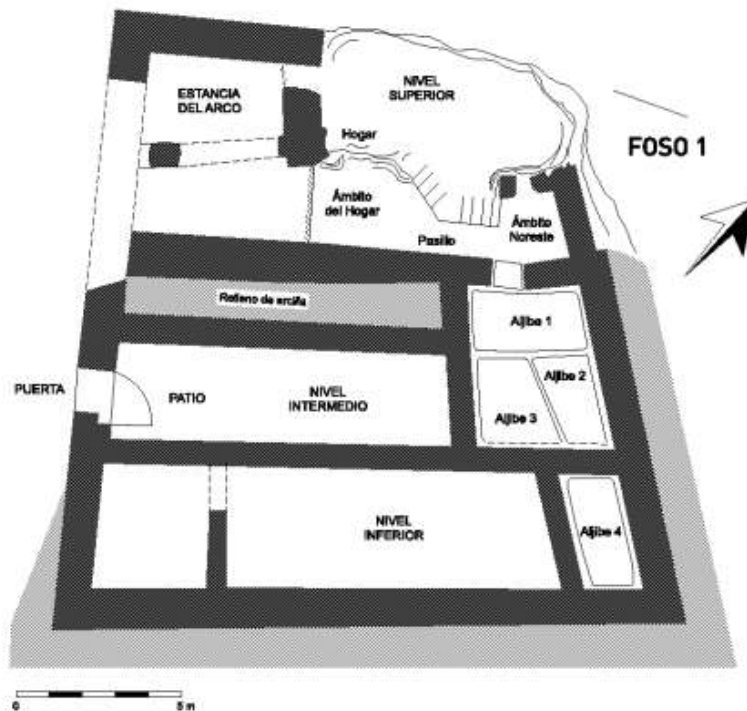 ESTANCIA
DEL ARCO
NIVEL
SUPERIOR
FOSO 1
Hogar
Ámbito
del Hogar
Pasillo
Ámbito
Noreste
Relleno de arcilla
Aljibe 1
Aljibe 2
Aljibe 3
PUERTA
PATIO
NIVEL
INTERMEDIO
NIVEL
INFERIOR
Aljibe 4
0
5 m